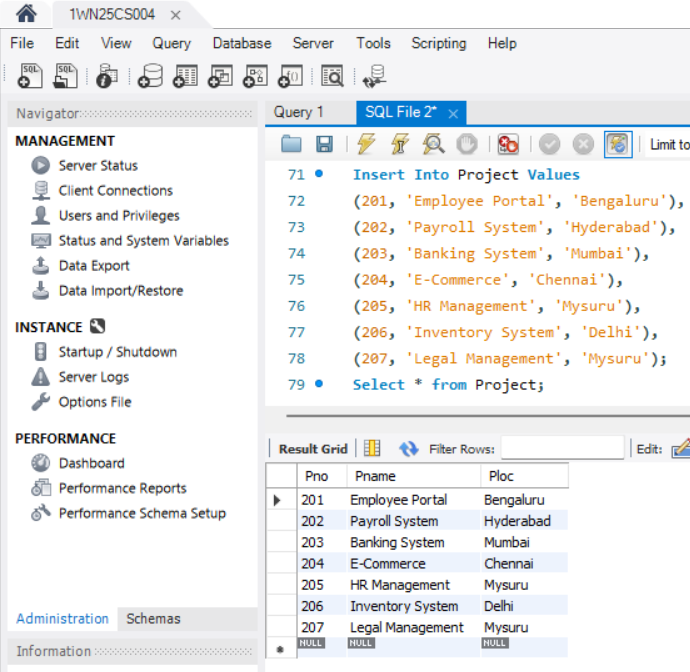 1WN25CS004 ×
File Edit View Query Database Server Tools Scripting Help
SQL SQL
Navigator
Query 1 SQL File 2* ×
MANAGEMENT
Server Status
Client Connections
Users and Privileges
Status and System Variables
Data Export
Data Import/Restore
INSTANCE
Startup / Shutdown
Server Logs
Options File
PERFORMANCE
Dashboard
Performance Reports
Performance Schema Setup
Administration Schemas
Information
Limit to
71 Insert Into Project Values
72 (201, 'Employee Portal', 'Bengaluru'),
73 (202, 'Payroll System', 'Hyderabad'),
74 (203, 'Banking System', 'Mumbai'),
75 (204, 'E-Commerce', 'Chennai'),
76 (205, 'HR Management', 'Mysuru'),
77 (206, 'Inventory System', 'Delhi'),
78 (207, 'Legal Management', 'Mysuru');
79 Select * from Project;
Result Grid Filter Rows: Edit:
Pno Pname Ploc
201 Employee Portal Bengaluru
202 Payroll System Hyderabad
203 Banking System Mumbai
204 E-Commerce Chennai
205 HR Management Mysuru
206 Inventory System Delhi
207 Legal Management Mysuru
NULL NULL NULL